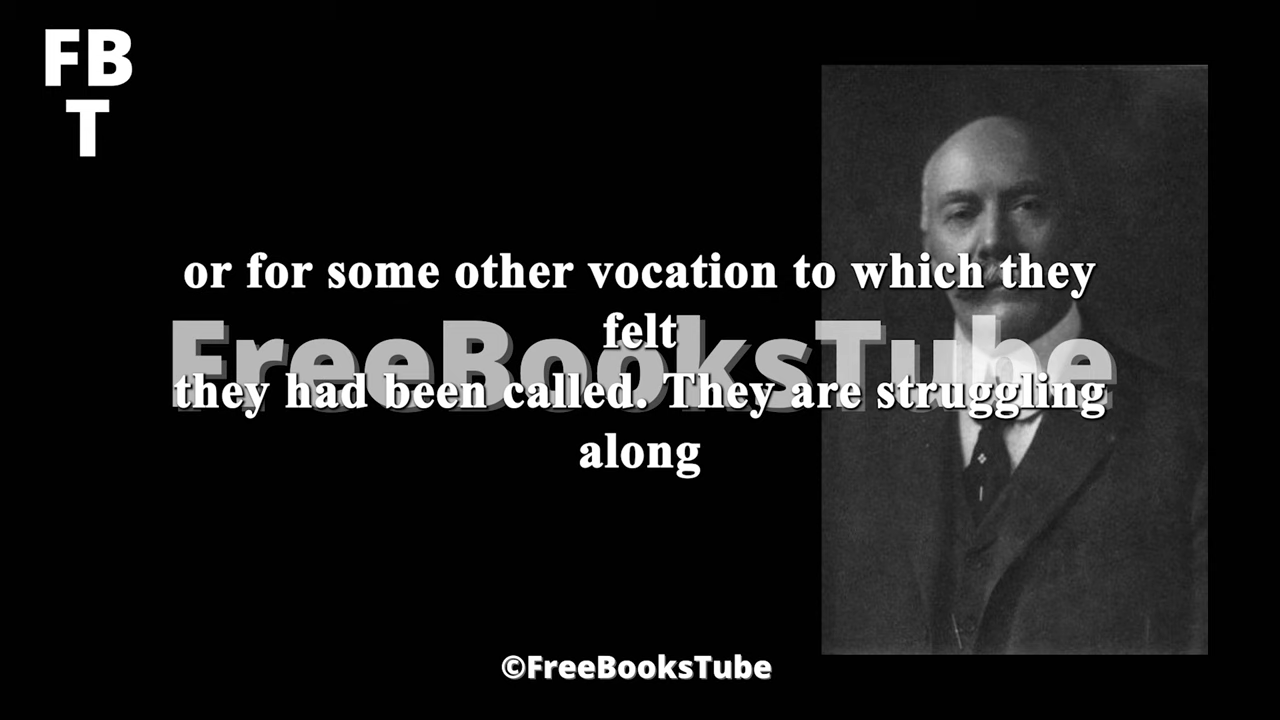 FB
T
or for some other vocation to which they
felt
FreeBooksTube
they had been called. They are struggling
along
©FreeBooksTube